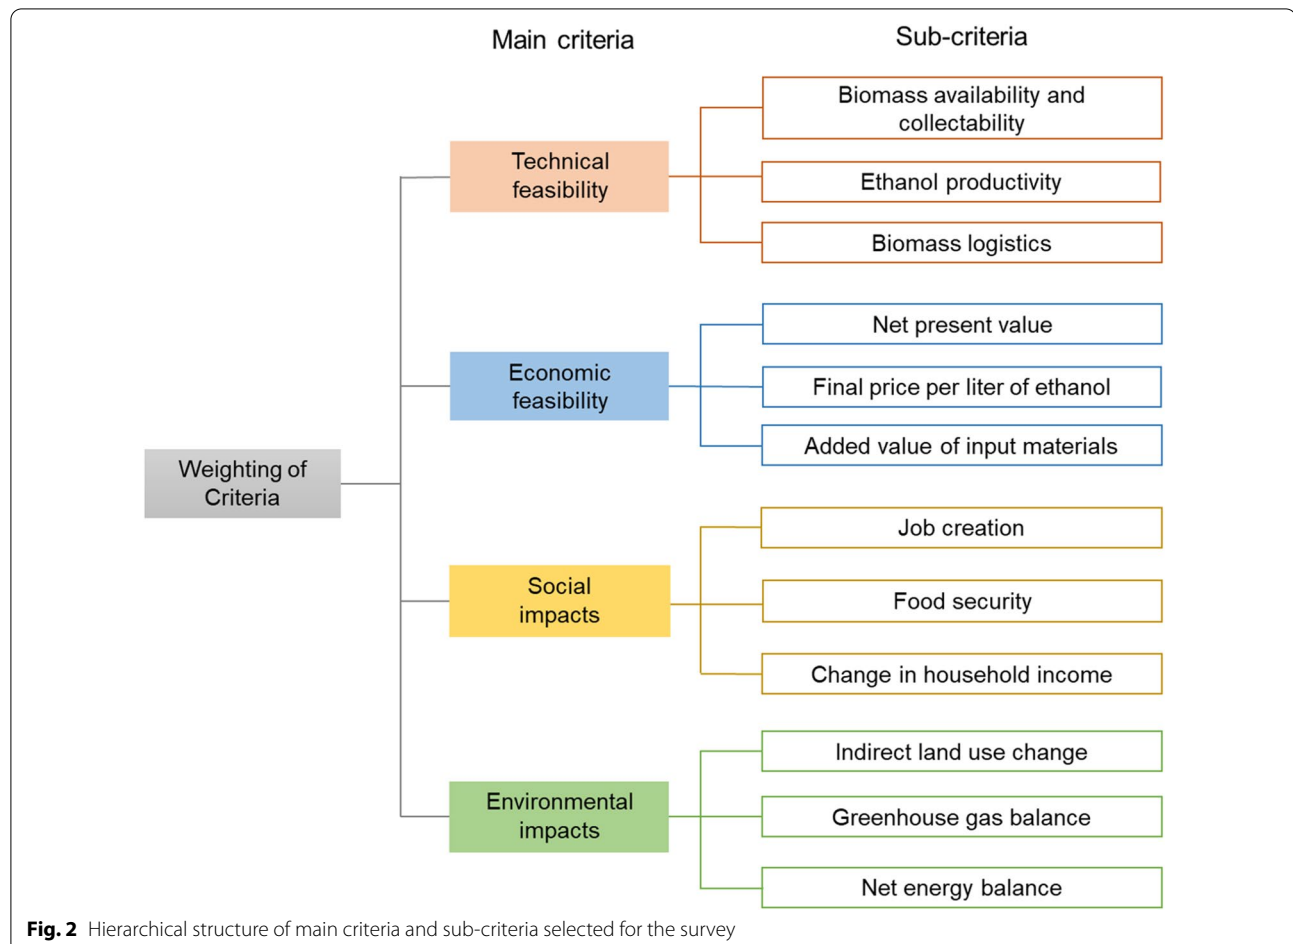 Main criteria
Sub-criteria
Weighting of
Criteria
Technical
feasibility
Biomass availability and
collectability
Ethanol productivity
Biomass logistics
Economic
feasibility
Net present value
Final price per liter of ethanol
Added value of input materials
Social
impacts
Job creation
Food security
Change in household income
Environmental
impacts
Indirect land use change
Greenhouse gas balance
Net energy balance
Fig. 2 Hierarchical structure of main criteria and sub-criteria selected for the survey